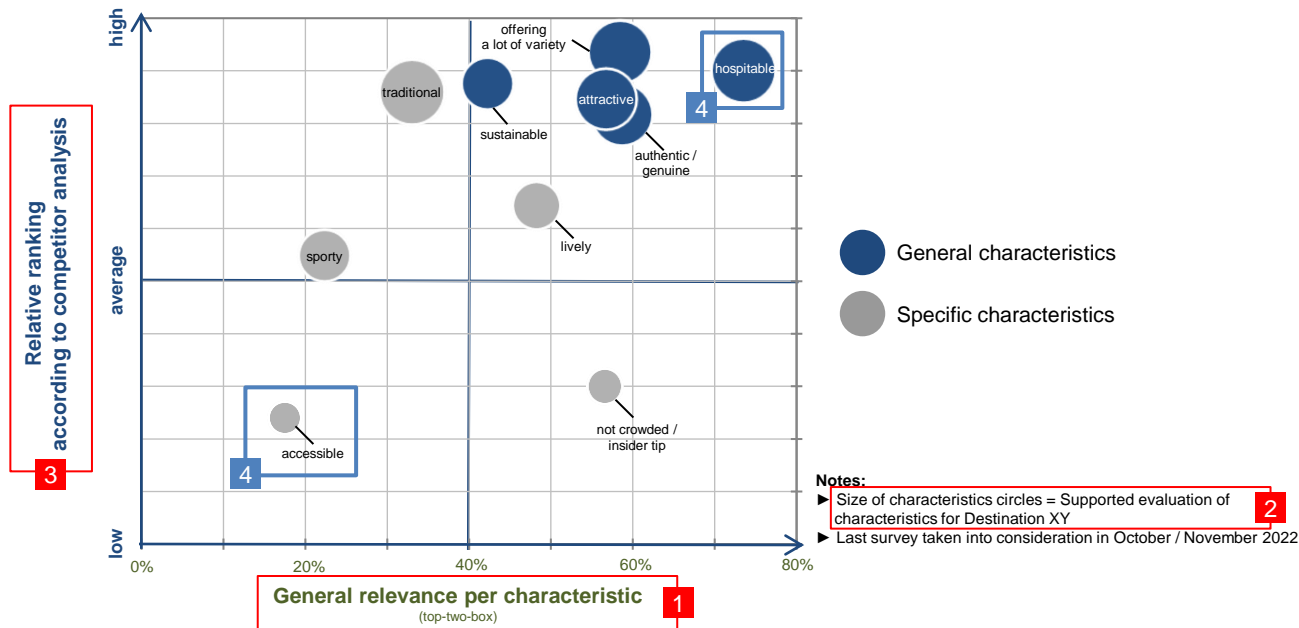 high
average
low
Relative ranking
according to competitor analysis
3
offering
a lot of variety
hospitable
4
traditional
attractive
sustainable
authentic /
genuine
lively
sporty
not crowded /
insider tip
accessible
4
0%
20%
40%
60%
80%
General relevance per characteristic
(top-two-box)
1
General characteristics
Specific characteristics
Notes:
► Size of characteristics circles = Supported evaluation of
characteristics for Destination XY
2
► Last survey taken into consideration in October / November 2022